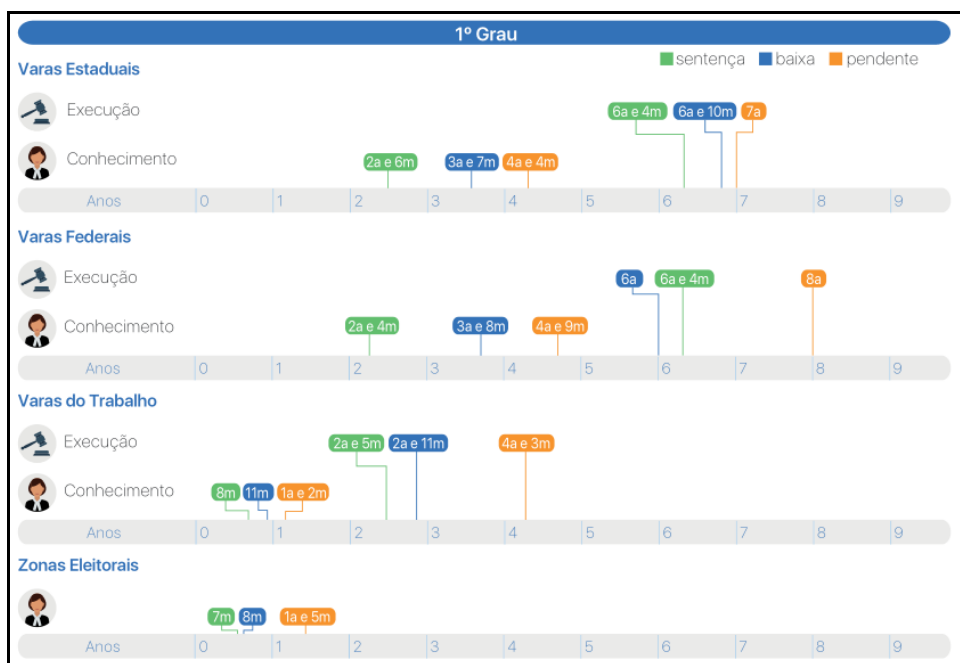 1º Grau
sentença baixa pendente
Varas Estaduais
Execução 6a e 4m 6a e 10m 7a
Conhecimento 2a e 6m 3a e 7m 4a e 4m
Anos 0 1 2 3 4 5 6 7 8 9
Varas Federais
Execução 6a 6a e 4m 8a
Conhecimento 2a e 4m 3a e 8m 4a e 9m
Anos 0 1 2 3 4 5 6 7 8 9
Varas do Trabalho
Execução 2a e 5m 2a e 11m 4a e 3m
Conhecimento 8m 11m 1a e 2m
Anos 0 1 2 3 4 5 6 7 8 9
Zonas Eleitorais
7m 8m 1a e 5m
Anos 0 1 2 3 4 5 6 7 8 9